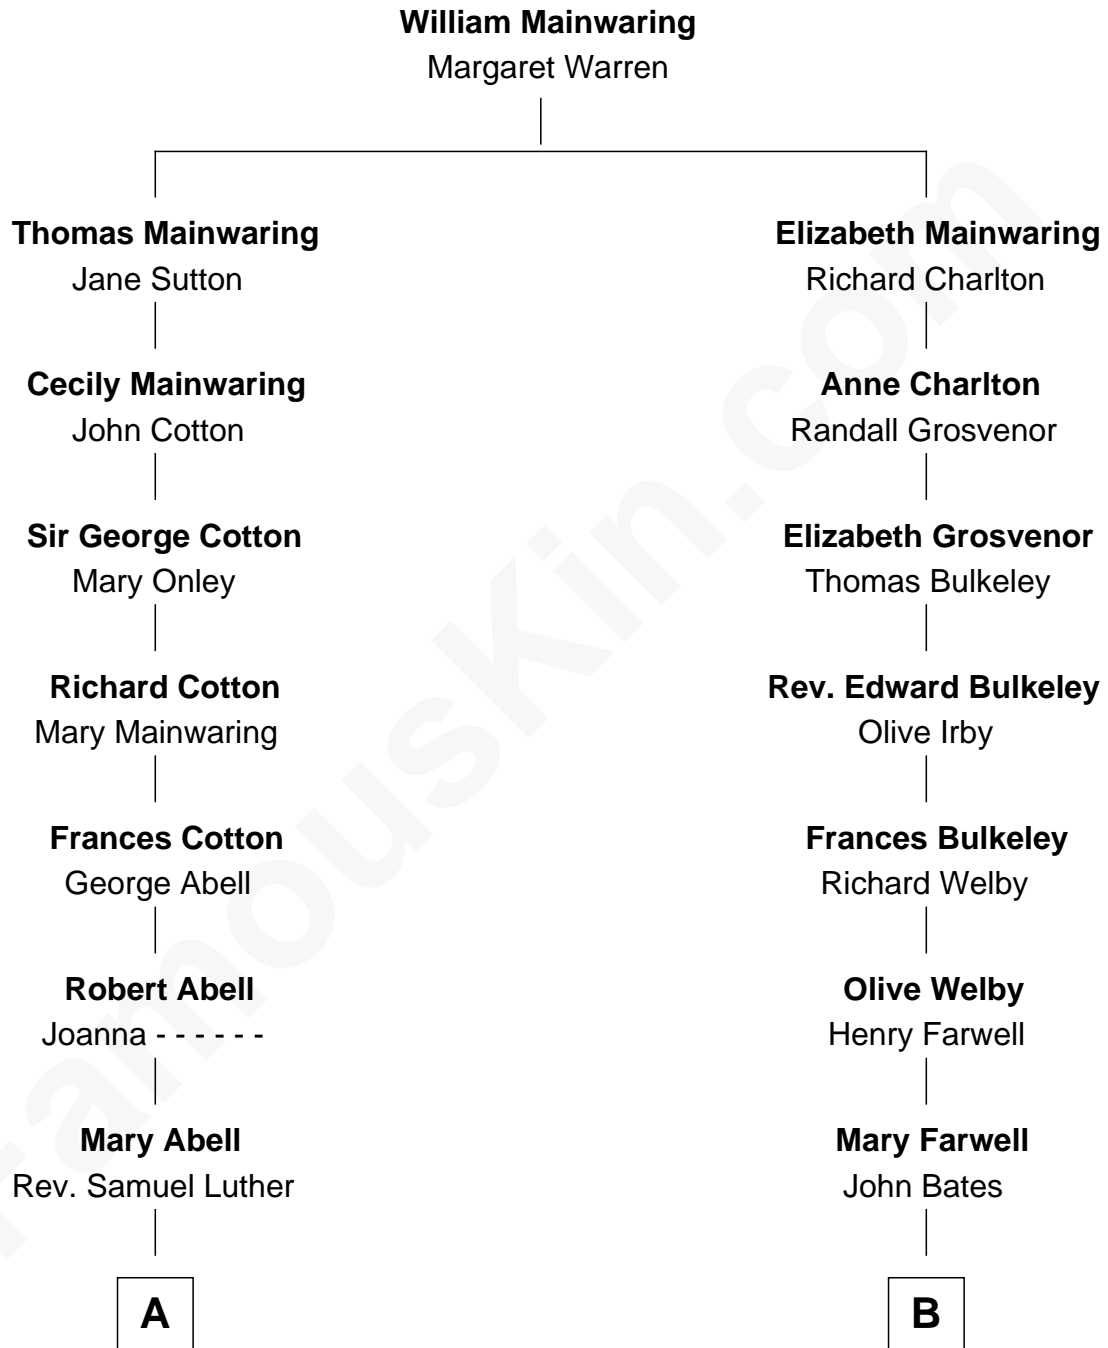 William Mainwaring
Margaret Warren
Thomas Mainwaring
Jane Sutton
Elizabeth Mainwaring
Richard Charlton
Cecily Mainwaring
John Cotton
Anne Charlton
Randall Grosvenor
Sir George Cotton
Mary Onley
Elizabeth Grosvenor
Thomas Bulkeley
Richard Cotton
Mary Mainwaring
Rev. Edward Bulkeley
Olive Irby
Frances Cotton
George Abell
Frances Bulkeley
Richard Welby
Robert Abell
Joanna - - - - - -
Olive Welby
Henry Farwell
Mary Abell
Rev. Samuel Luther
Mary Farwell
John Bates
A
B
FamousKin.com